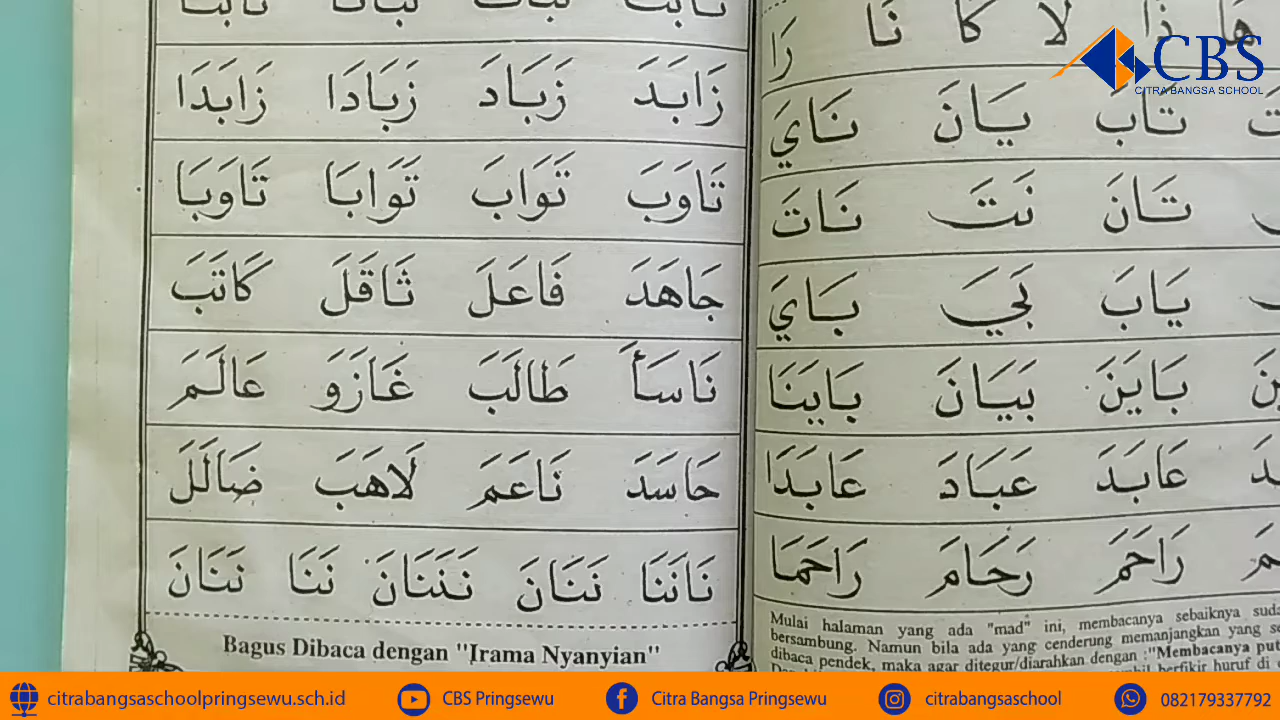 CBS
CITRA BANGSA SCHOOL
هَا ذَا لَا كَا نَا
رَا
تَابَ يَانَ نَايَ
تَانَ نَتَ نَاتَ
يَابَ بَيَ بَايَ
بَايَنَ بَيَانَ بَايَنَا
عَابَدَ عَبَادَ عَابَدَا
رَاحَمَ رَحَامَ رَاحَمَا
Mulai halaman yang ada "mad" ini, membacanya sebaiknya
bersambung. Namun bila ada yang cenderung memanjangkan yang
dibaca pendek, maka agar ditegur/diarahkan dengan :"Membacanya
berfikir huruf di
زَابَدَ زَبَادَ زَبَادَا زَابَدَا
تَاوَبَ تَوَابَ تَوَابَا تَاوَبَا
جَاهَدَ فَاعَلَ ثَاقَلَ كَاتَبَ
نَاسَأَ طَالَبَ غَازَوَ عَالَمَ
حَاسَدَ نَاعَمَ لَاهَبَ ضَالَلَ
نَانَنَا نَنَانَ نَنَنَانَ نَنَا نَنَانَ
Bagus Dibaca dengan "Irama Nyanyian"
citrabangsaschoolpringsewu.sch.id CBS Pringsewu Citra Bangsa Pringsewu citrabangsaschool 082179337792